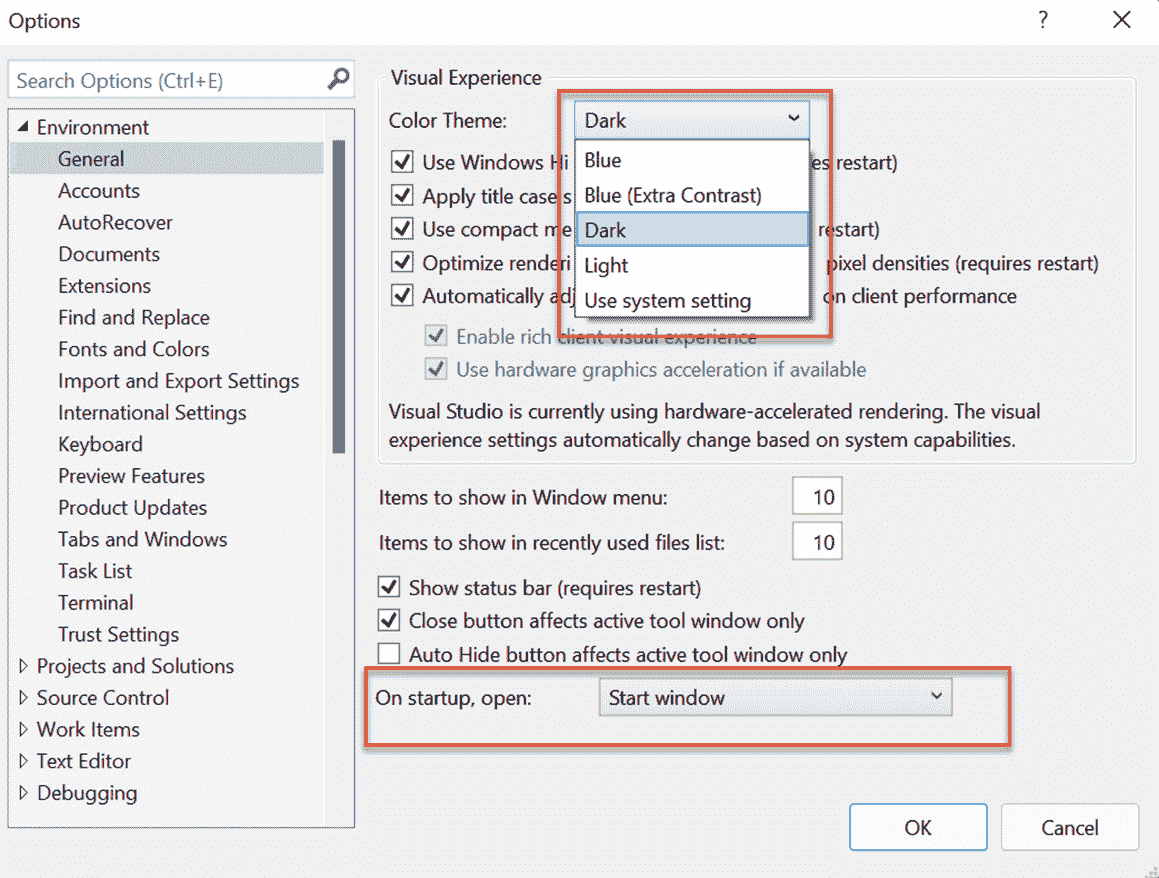 Options
?
Search Options (Ctrl+E)
Environment
General
Accounts
AutoRecover
Documents
Extensions
Find and Replace
Fonts and Colors
Import and Export Settings
International Settings
Keyboard
Preview Features
Product Updates
Tabs and Windows
Task List
Terminal
Trust Settings
Projects and Solutions
Source Control
Work Items
Text Editor
Debugging
Visual Experience
Color Theme: Dark
Blue
Blue (Extra Contrast)
Dark
Light
Use system setting
Use Windows Hi es restart)
Apply title case s
Use compact me restart)
Optimize renderi pixel densities (requires restart)
Automatically adj on client performance
Enable rich client visual experience
Use hardware graphics acceleration if available
Visual Studio is currently using hardware-accelerated rendering. The visual
experience settings automatically change based on system capabilities.
Items to show in Window menu: 10
Items to show in recently used files list: 10
Show status bar (requires restart)
Close button affects active tool window only
Auto Hide button affects active tool window only
On startup, open: Start window
OK
Cancel